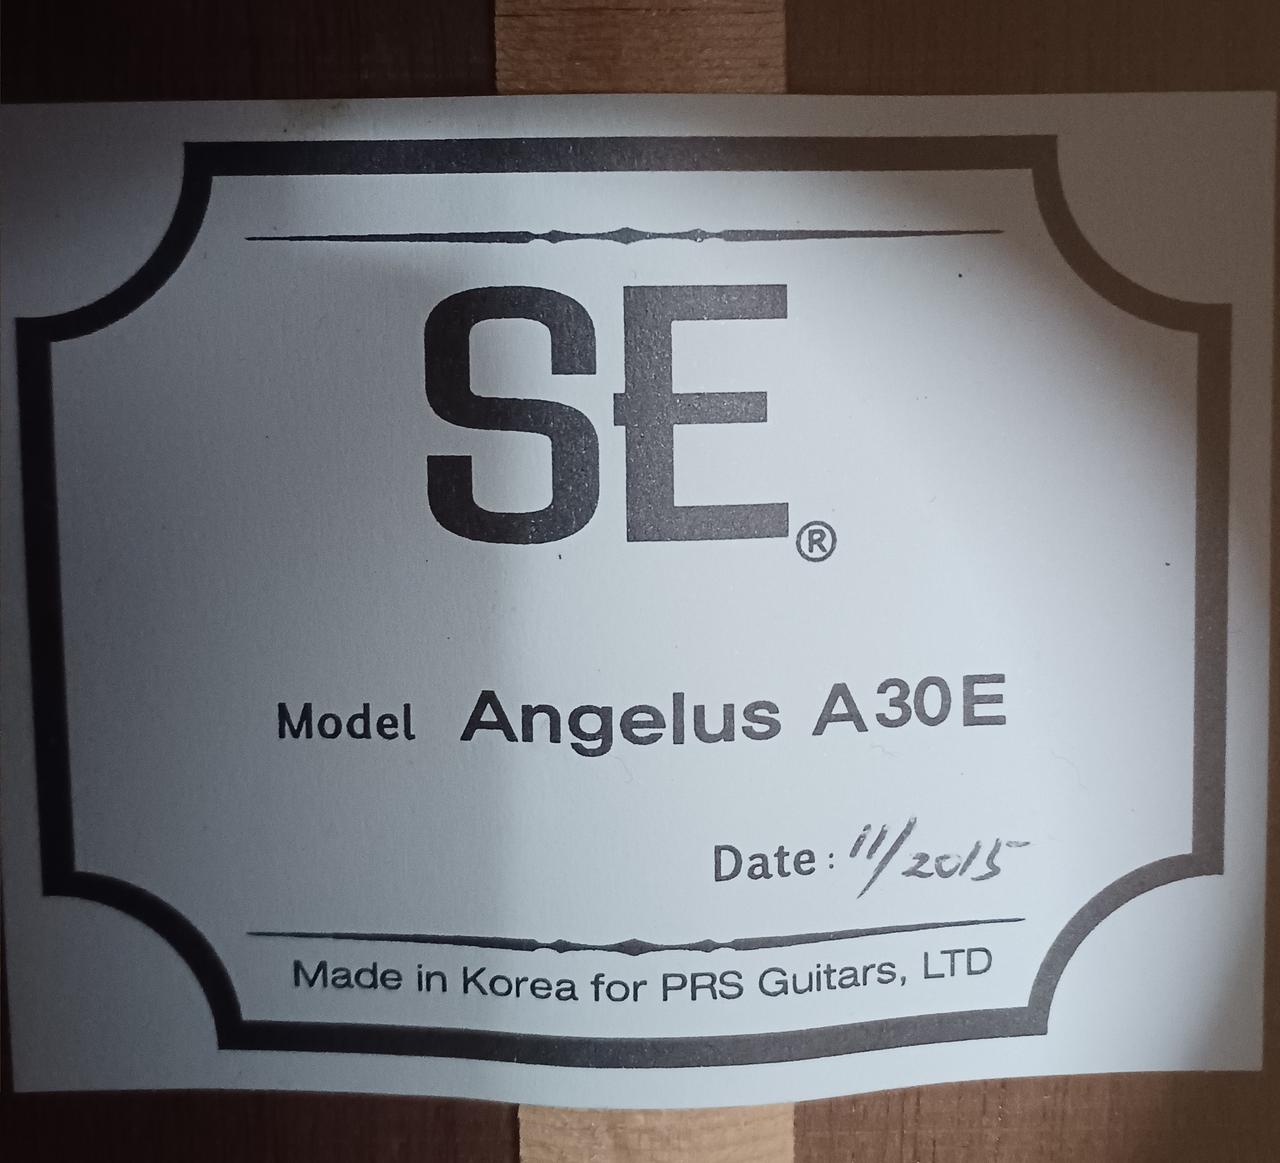 SE®
Model Angelus A30E
Date: 11/2015
Made in Korea for PRS Guitars, LTD